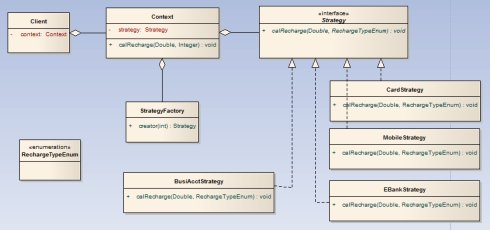 Client
- context: Context
Context
- strategy: Strategy
+ calRecharge(Double, Integer) : void
«interface»
Strategy
+ calRecharge(Double, RechargeTypeEnum) : void
StrategyFactory
+ creator(int) : Strategy
CardStrategy
+ calRecharge(Double, RechargeTypeEnum) : void
MobileStrategy
+ calRecharge(Double, RechargeTypeEnum) : void
«enumeration»
RechargeTypeEnum
BusiAcctStrategy
+ calRecharge(Double, RechargeTypeEnum) : void
EBankStrategy
+ calRecharge(Double, RechargeTypeEnum) : void